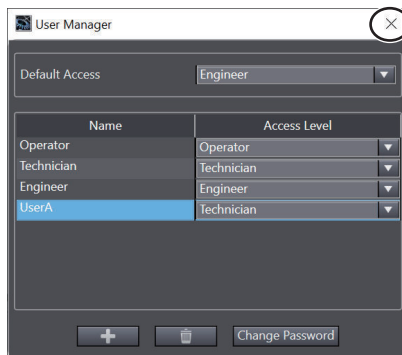 User Manager
Default Access Engineer
Name Access Level
Operator Operator
Technician Technician
Engineer Engineer
UserA Technician
Change Password